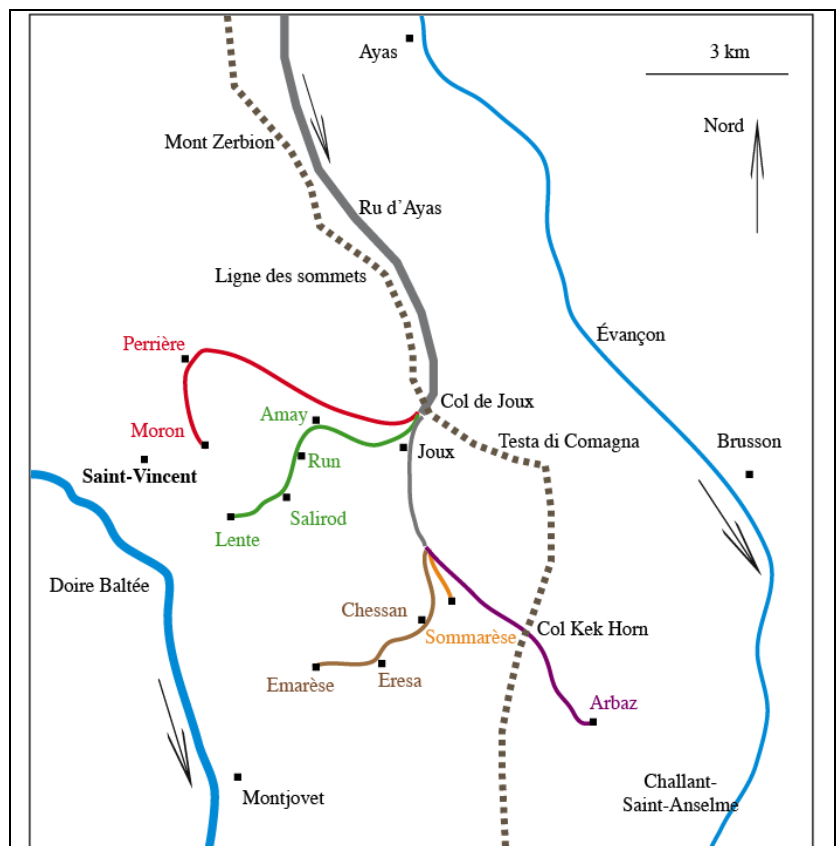 Ayas
3 km
Nord
Mont Zerbion
Ru d’Ayas
Ligne des sommets
Évançon
Perrière
Col de Joux
Amay
Moron
Testa di Comagna
Brusson
Joux
Saint-Vincent
Run
Salirod
Lente
Doire Baltée
Chessan
Sommarèse
Col Kek Horn
Emarèse
Eresa
Arbaz
Montjovet
Challant-
Saint-Anselme